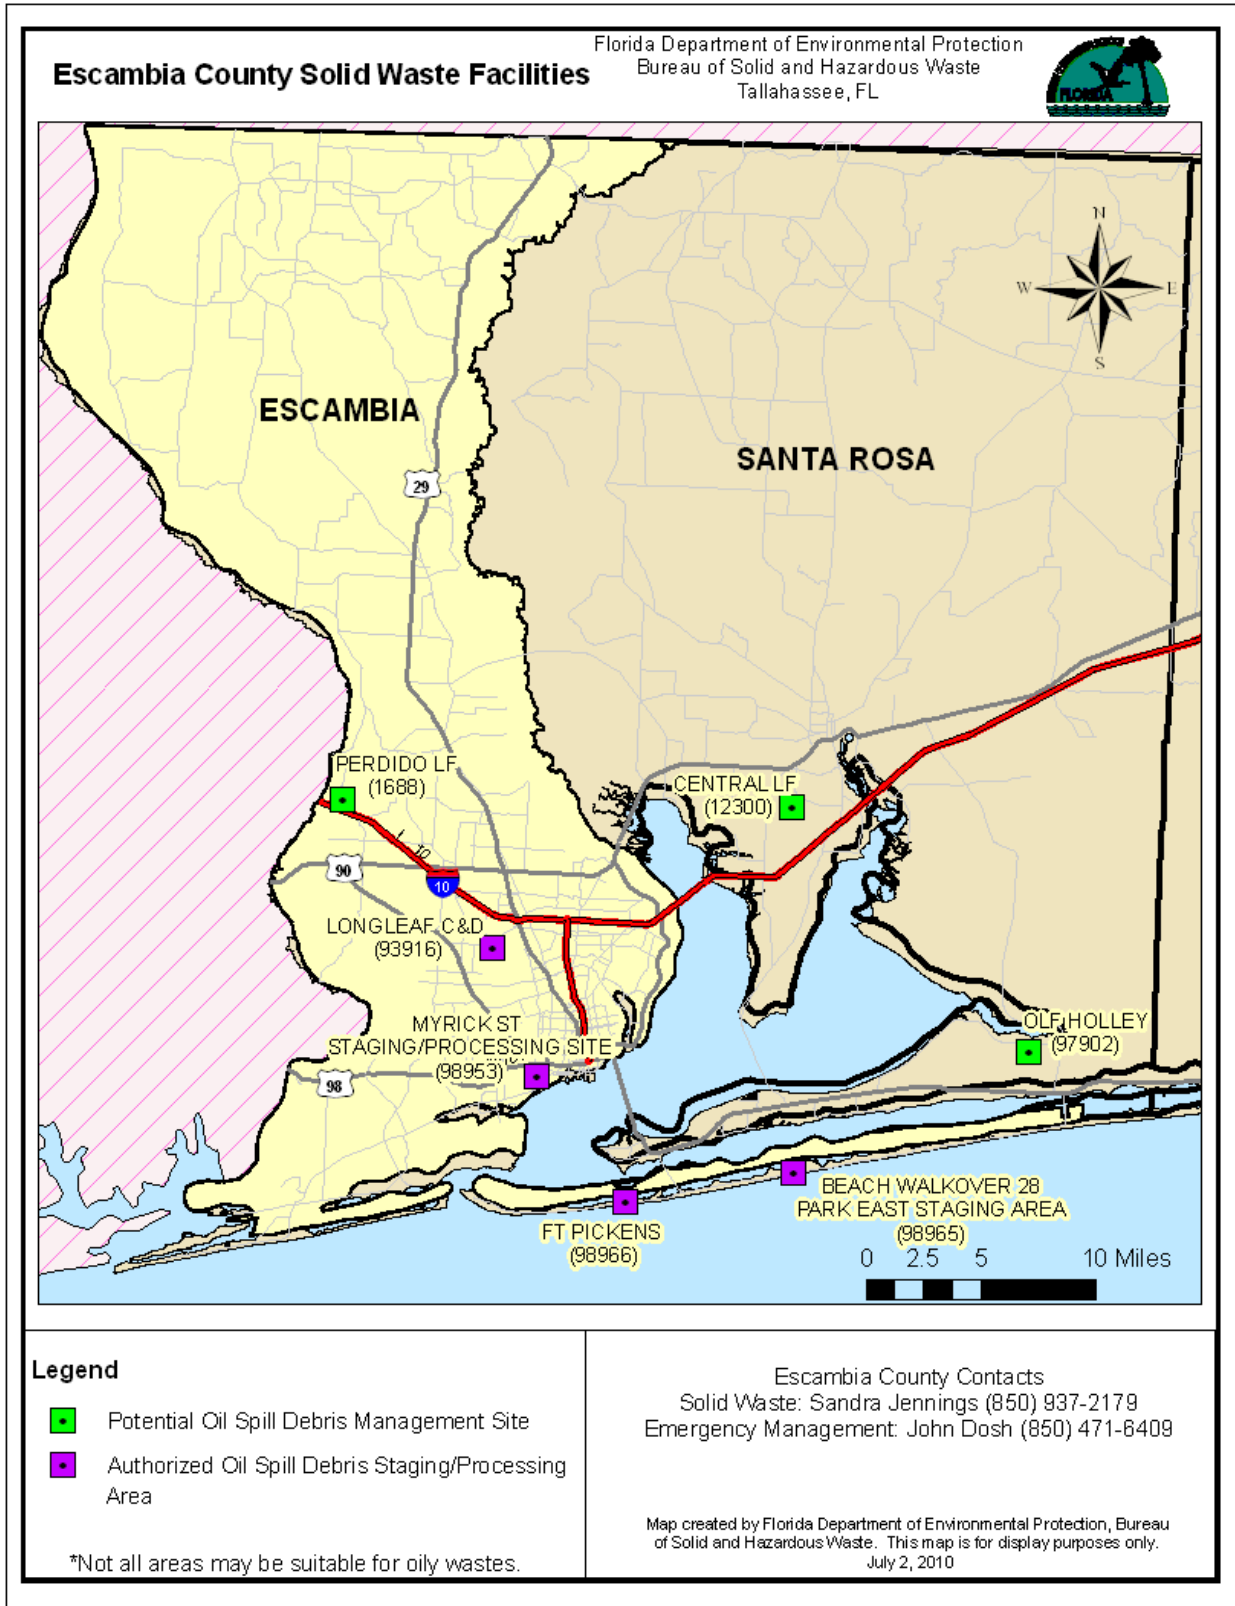 Escambia County Solid Waste Facilities
Florida Department of Environmental Protection
Bureau of Solid and Hazardous Waste
Tallahassee, FL
FLORIDA
N
W
E
S
ESCAMBIA
SANTA ROSA
29
PERDIDO LF
(1688)
CENTRAL LF
(12300)
I 10
90
10
LONGLEAF C&D
(93916)
MYRICK ST
STAGING/PROCESSING SITE
(98953)
OLF HOLLEY
(97902)
98
BEACH WALKOVER 28
PARK EAST STAGING AREA
(98965)
FT PICKENS
(98966)
0 2.5 5 10 Miles
Legend
Potential Oil Spill Debris Management Site
Authorized Oil Spill Debris Staging/Processing
Area
*Not all areas may be suitable for oily wastes.
Escambia County Contacts
Solid Waste: Sandra Jennings (850) 937-2179
Emergency Management: John Dosh (850) 471-6409
Map created by Florida Department of Environmental Protection, Bureau
of Solid and Hazardous Waste. This map is for display purposes only.
July 2, 2010